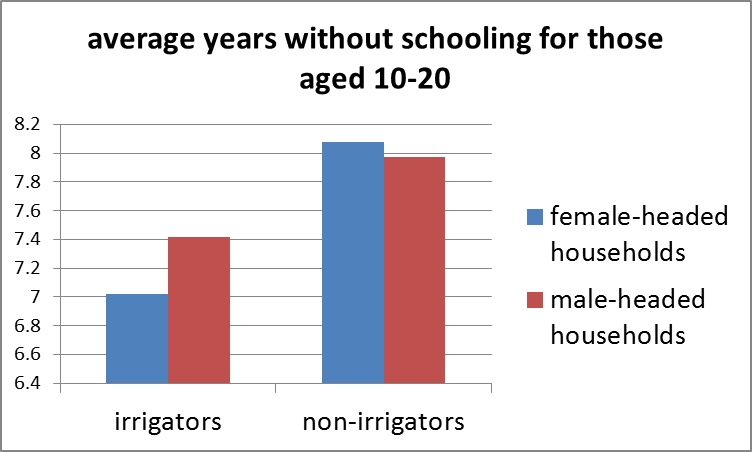 average years without schooling for those
aged 10-20
8.2
8
7.8
7.6
7.4
7.2
7
6.8
6.6
6.4
irrigators non-irrigators
female-headed
households
male-headed
households